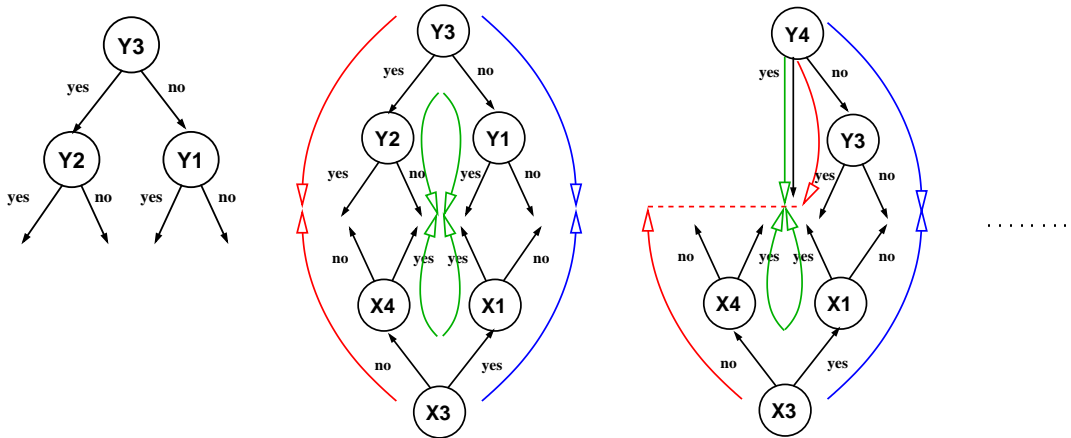 Y3
yes
no
Y2
Y1
yes
no
yes
no
Y3
yes
no
Y2
Y1
yes
no
yes
no
no
yes
yes
no
X4
X1
no
yes
X3
Y4
yes
no
Y3
yes
no
no
yes
yes
no
X4
X1
no
yes
X3